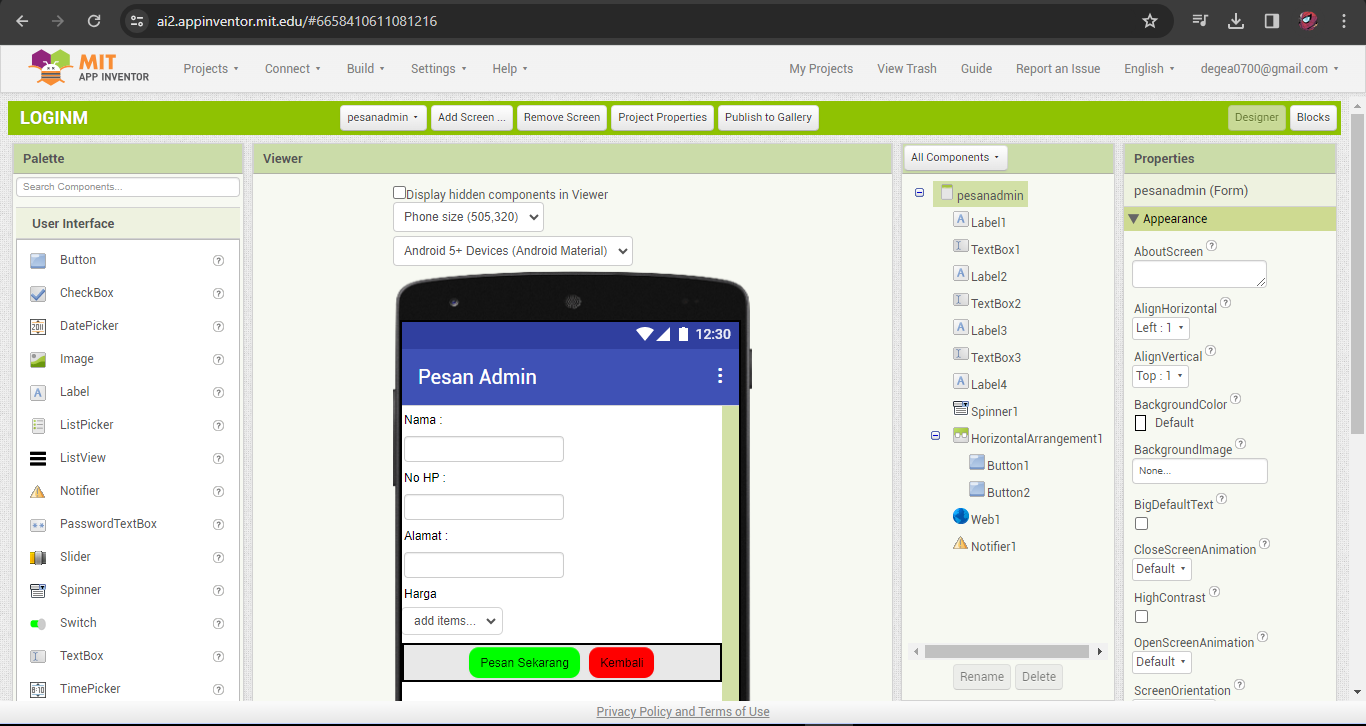 ai2.appinventor.mit.edu/#6658410611081216
MIT
APP INVENTOR
Projects
Connect
Build
Settings
Help
My Projects
View Trash
Guide
Report an Issue
English
degea0700@gmail.com
LOGINM
pesanadmin
Add Screen ...
Remove Screen
Project Properties
Publish to Gallery
Designer
Blocks
Palette
Search Components...
User Interface
Button
CheckBox
DatePicker
Image
Label
ListPicker
ListView
Notifier
PasswordTextBox
Slider
Spinner
Switch
TextBox
TimePicker
Viewer
Display hidden components in Viewer
Phone size (505,320)
Android 5+ Devices (Android Material)
12:30
Pesan Admin
Nama :
No HP :
Alamat :
Harga
add items...
Pesan Sekarang
Kembali
All Components
pesanadmin
Label1
TextBox1
Label2
TextBox2
Label3
TextBox3
Label4
Spinner1
HorizontalArrangement1
Button1
Button2
Web1
Notifier1
Rename
Delete
Properties
pesanadmin (Form)
Appearance
AboutScreen
AlignHorizontal
Left : 1
AlignVertical
Top : 1
BackgroundColor
Default
BackgroundImage
None...
BigDefaultText
CloseScreenAnimation
Default
HighContrast
OpenScreenAnimation
Default
ScreenOrientation
Privacy Policy and Terms of Use